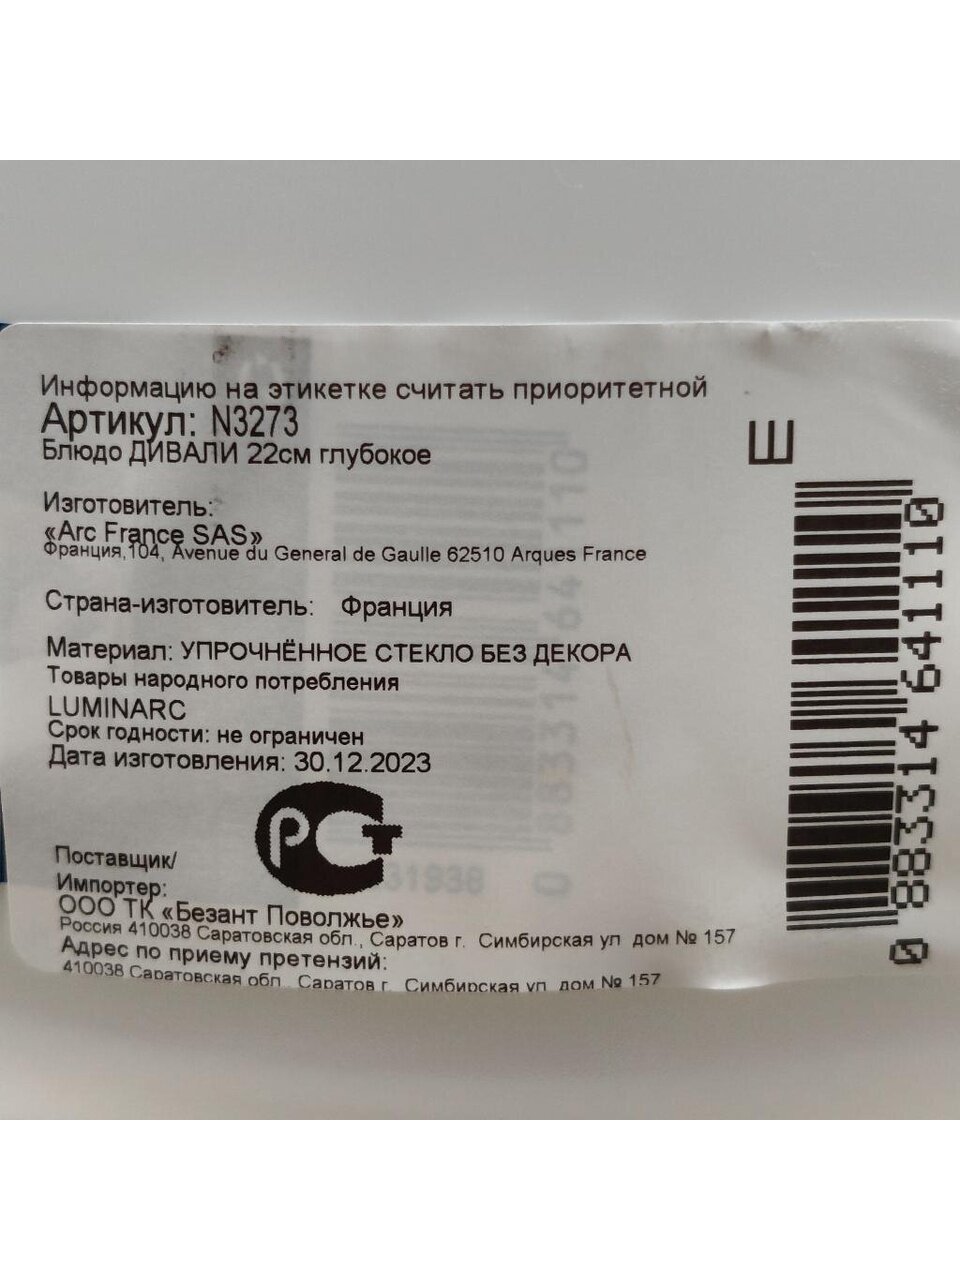 Информацию на этикетке считать приоритетной
Артикул: N3273
Блюдо ДИВАЛИ 22см глубокое
Ш
Изготовитель:
«Arc France SAS»
Франция,104, Avenue du General de Gaulle 62510 Arques France
Страна-изготовитель: Франция
Материал: УПРОЧНЁННОЕ СТЕКЛО БЕЗ ДЕКОРА
Товары народного потребления
LUMINARC
Срок годности: не ограничен
Дата изготовления: 30.12.2023
РСТ
Поставщик/
Импортер:
ООО ТК «Безант Поволжье»
Россия 410038 Саратовская обл., Саратов г. Симбирская ул дом № 157
Адрес по приему претензий:
410038 Саратовская обл. Саратов г. Симбирская ул дом № 157
0 883314 641110